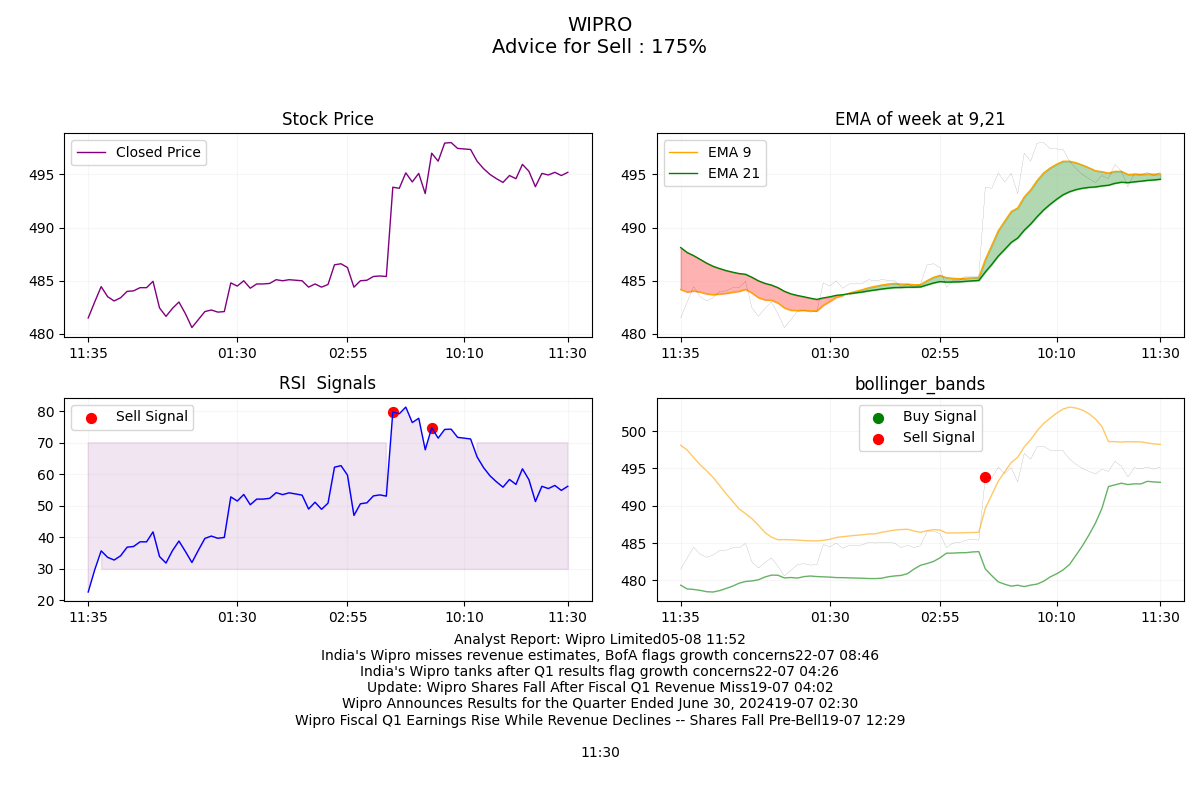 WIPRO
Advice for Sell : 175%
Stock Price
Closed Price
495
490
485
480
11:35
01:30
02:55
10:10
11:30
EMA of week at 9,21
EMA 9
EMA 21
495
490
485
480
11:35
01:30
02:55
10:10
11:30
RSI  Signals
Sell Signal
80
70
60
50
40
30
20
11:35
01:30
02:55
10:10
11:30
bollinger_bands
Buy Signal
Sell Signal
500
495
490
485
480
11:35
01:30
02:55
10:10
11:30
Analyst Report: Wipro Limited05-08 11:52
India's Wipro misses revenue estimates, BofA flags growth concerns22-07 08:46
India's Wipro tanks after Q1 results flag growth concerns22-07 04:26
Update: Wipro Shares Fall After Fiscal Q1 Revenue Miss19-07 04:02
Wipro Announces Results for the Quarter Ended June 30, 202419-07 02:30
Wipro Fiscal Q1 Earnings Rise While Revenue Declines -- Shares Fall Pre-Bell19-07 12:29
11:30